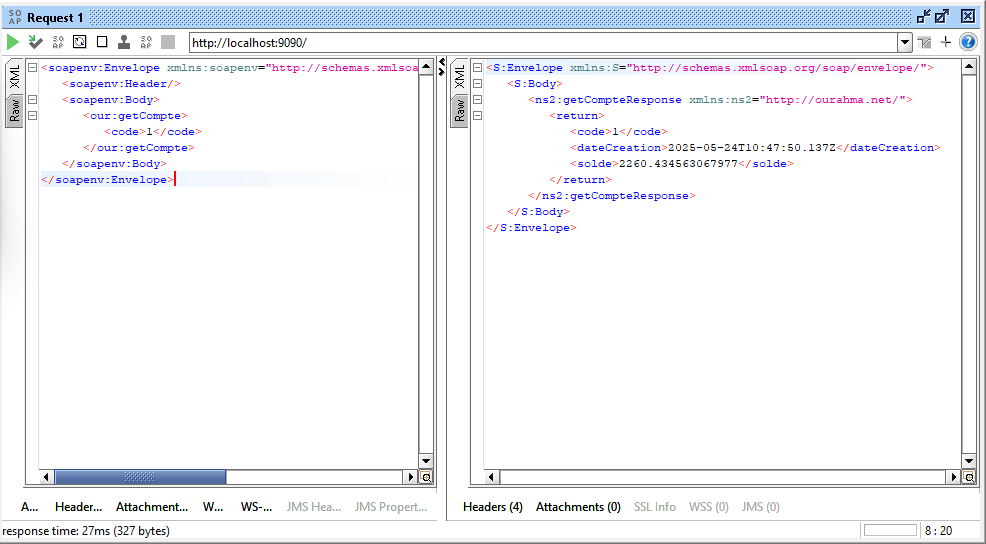 SO
AP
Request 1
SO
AP
SO
AP
http://localhost:9090/
XML
Raw
<soapenv:Envelope xmlns:soapenv="http://schemas.xmlsoa
<soapenv:Header/>
<soapenv:Body>
<our:getCompte>
<code>1</code>
</our:getCompte>
</soapenv:Body>
</soapenv:Envelope>
XML
Raw
<S:Envelope xmlns:S="http://schemas.xmlsoap.org/soap/envelope/">
<S:Body>
<ns2:getCompteResponse xmlns:ns2="http://ourahma.net/">
<return>
<code>1</code>
<dateCreation>2025-05-24T10:47:50.137Z</dateCreation>
<solde>2260.434563067977</solde>
</return>
</ns2:getCompteResponse>
</S:Body>
</S:Envelope>
A... Header... Attachment... W... WS-... JMS Hea... JMS Propert...
Headers (4) Attachments (0) SSL Info WSS (0) JMS (0)
response time: 27ms (327 bytes)
8 : 20